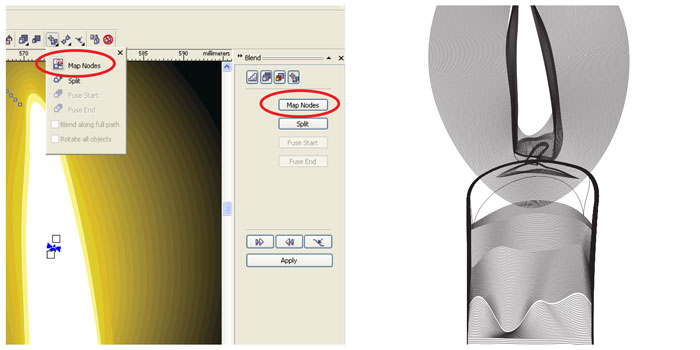 570
585
590
millimeters
Map Nodes
Split
Fuse Start
Fuse End
Blend along full path
Rotate all objects
Blend
Map Nodes
Split
Fuse Start
Fuse End
Apply